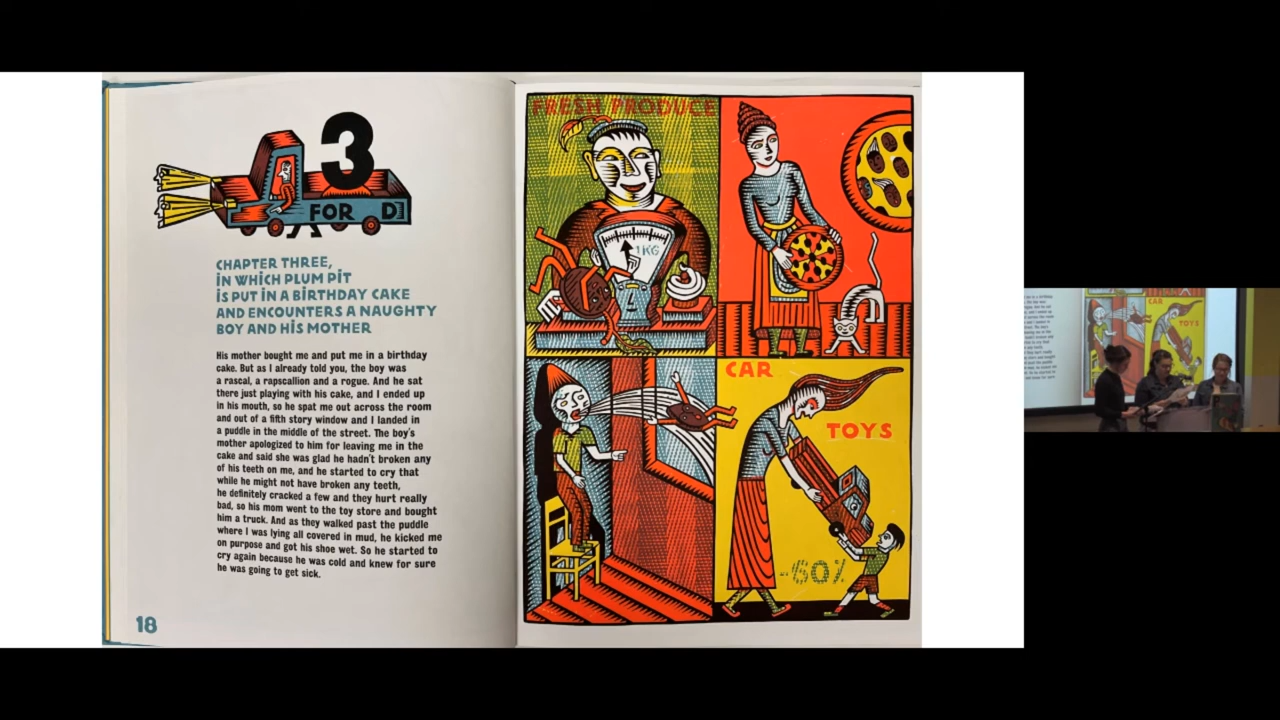 3
FOR D
CHAPTER THREE,
IN WHICH PLUM PIT
IS PUT IN A BIRTHDAY CAKE
AND ENCOUNTERS A NAUGHTY
BOY AND HIS MOTHER
His mother bought me and put me in a birthday
cake. But as I already told you, the boy was
a rascal, a rapscallion and a rogue. And he sat
there just playing with his cake, and I ended up
in his mouth, so he spat me out across the room
and out of a fifth story window and I landed in
a puddle in the middle of the street. The boy's
mother apologized to him for leaving me in the
cake and said she was glad he hadn't broken any
of his teeth on me, and he started to cry that
while he might not have broken any teeth,
he definitely cracked a few and they hurt really
bad, so his mom went to the toy store and bought
him a truck. And as they walked past the puddle
where I was lying all covered in mud, he kicked me
on purpose and got his shoe wet. So he started to
cry again because he was cold and knew for sure
he was going to get sick.
18
FRESH PRODUCE
1KG
CAR
TOYS
-60%
CAR
TOYS